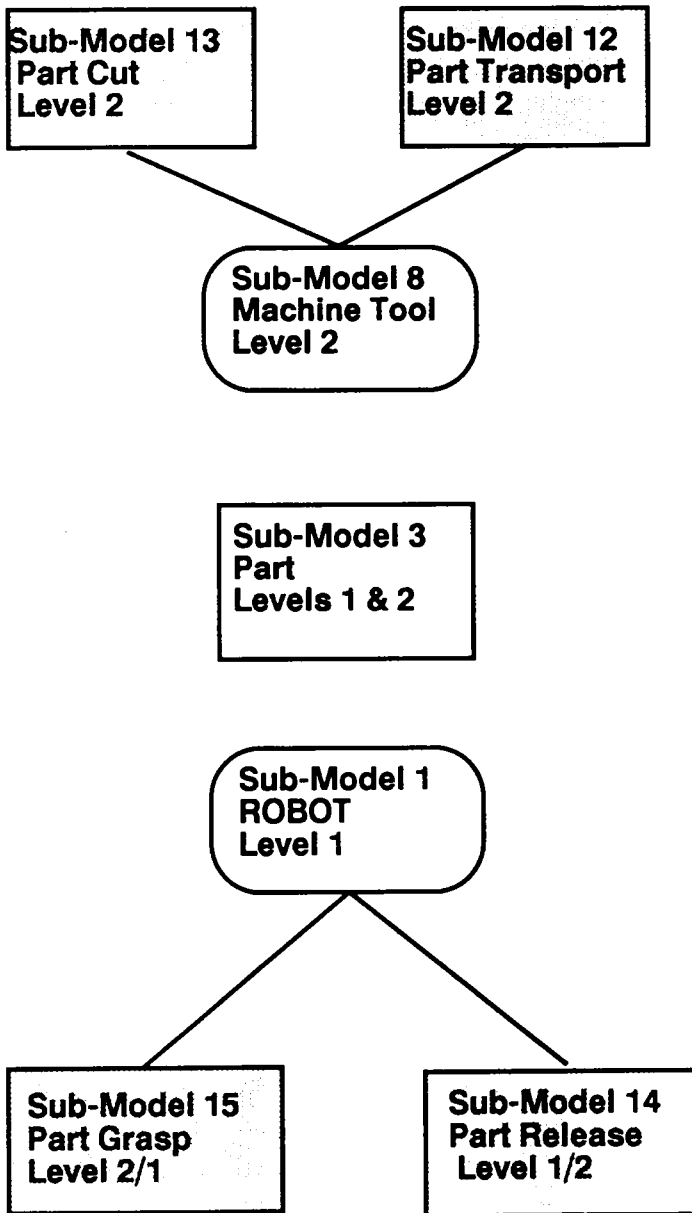 Sub-Model 13
Part Cut
Level 2
Sub-Model 12
Part Transport
Level 2
Sub-Model 8
Machine Tool
Level 2
Sub-Model 3
Part
Levels 1 & 2
Sub-Model 1
ROBOT
Level 1
Sub-Model 15
Part Grasp
Level 2/1
Sub-Model 14
Part Release
Level 1/2